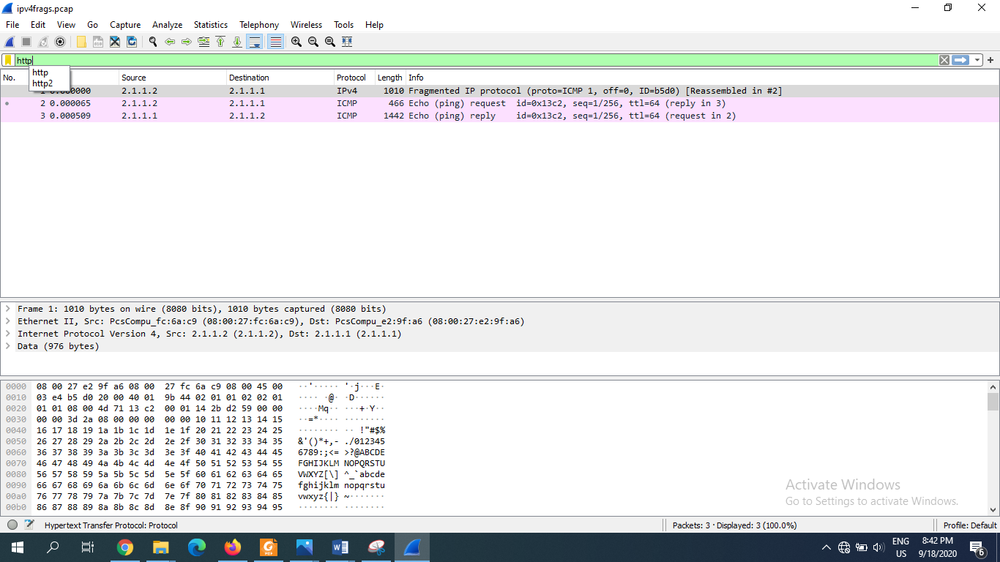 ipv4frags.pcap
File Edit View Go Capture Analyze Statistics Telephony Wireless Tools Help
http
No. Source Destination Protocol Length Info
http
http2
1 0.000000 2.1.1.2 2.1.1.1 IPv4 1010 Fragmented IP protocol (proto=ICMP 1, off=0, ID=b5d0) [Reassembled in #2]
2 0.000065 2.1.1.2 2.1.1.1 ICMP 466 Echo (ping) request id=0x13c2, seq=1/256, ttl=64 (reply in 3)
3 0.000509 2.1.1.1 2.1.1.2 ICMP 1442 Echo (ping) reply id=0x13c2, seq=1/256, ttl=64 (request in 2)
Frame 1: 1010 bytes on wire (8080 bits), 1010 bytes captured (8080 bits)
Ethernet II, Src: PcsCompu_fc:6a:c9 (08:00:27:fc:6a:c9), Dst: PcsCompu_e2:9f:a6 (08:00:27:e2:9f:a6)
Internet Protocol Version 4, Src: 2.1.1.2 (2.1.1.2), Dst: 2.1.1.1 (2.1.1.1)
Data (976 bytes)
0000 08 00 27 e2 9f a6 08 00 27 fc 6a c9 08 00 45 00 ··'····· '·j···E·
0010 03 e4 b5 d0 20 00 40 01 9b 44 02 01 01 02 02 01 ···· ·@· ·D······
0020 01 01 08 00 4d 71 13 c2 00 01 14 2b d2 59 00 00 ····Mq·· ···+·Y··
0030 00 00 3d 2a 08 00 00 00 00 00 10 11 12 13 14 15 ··=*···· ········
0040 16 17 18 19 1a 1b 1c 1d 1e 1f 20 21 22 23 24 25 ········ ·· !"#$%
0050 26 27 28 29 2a 2b 2c 2d 2e 2f 30 31 32 33 34 35 &'()*+,- ./012345
0060 36 37 38 39 3a 3b 3c 3d 3e 3f 40 41 42 43 44 45 6789:;<= >?@ABCDE
0070 46 47 48 49 4a 4b 4c 4d 4e 4f 50 51 52 53 54 55 FGHIJKLM NOPQRSTU
0080 56 57 58 59 5a 5b 5c 5d 5e 5f 60 61 62 63 64 65 VWXYZ[\] ^_`abcde
0090 66 67 68 69 6a 6b 6c 6d 6e 6f 70 71 72 73 74 75 fghijklm nopqrstu
00a0 76 77 78 79 7a 7b 7c 7d 7e 7f 80 81 82 83 84 85 vwxyz{|} ~·······
00b0 86 87 88 89 8a 8b 8c 8d 8e 8f 90 91 92 93 94 95 ········ ········
Activate Windows
Go to Settings to activate Windows.
Hypertext Transfer Protocol: Protocol Packets: 3 · Displayed: 3 (100.0%) Profile: Default
ENG 8:42 PM
US 9/18/2020 6